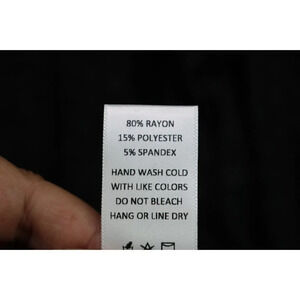 80% RAYON
15% POLYESTER
5% SPANDEX
HAND WASH COLD
WITH LIKE COLORS
DO NOT BLEACH
HANG OR LINE DRY